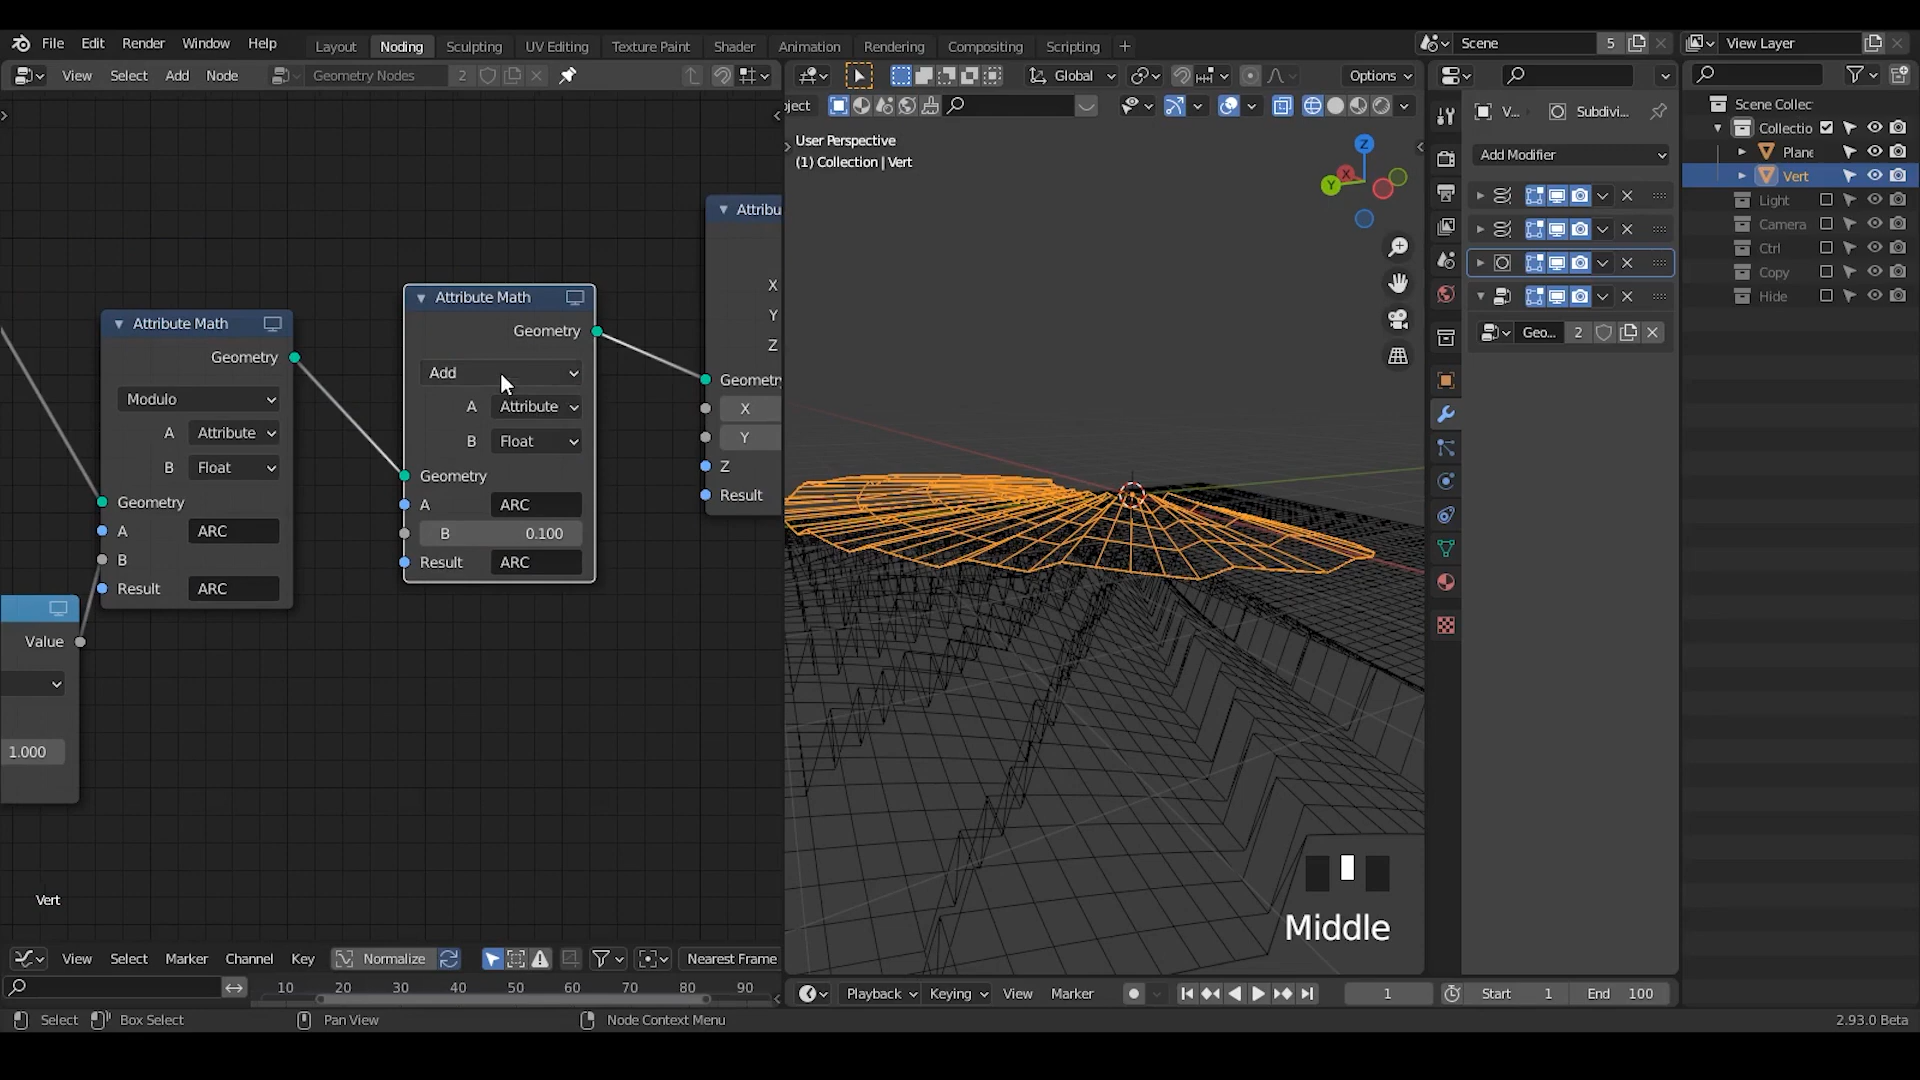 File Edit Render Window Help Layout Noding Sculpting UV Editing Texture Paint Shader Animation Rendering Compositing Scripting + Scene 5 View Layer
View Select Add Node Geometry Nodes 2 Global Options
ject
User Perspective
(1) Collection | Vert
Z
X
Y
V... Subdivi...
Add Modifier
Geo... 2
Scene Collec
Collectio
Plane
Vert
Light
Camera
Ctrl
Copy
Hide
Attribute Math
Geometry
Modulo
A Attribute
B Float
Geometry
A ARC
B
Result ARC
Value
1.000
Attribute Math
Geometry
Add
A Attribute
B Float
Geometry
A ARC
B 0.100
Result ARC
Attribu
X
Y
Z
Geometry
X
Y
Z
Result
Vert
Middle
View Select Marker Channel Key Normalize Nearest Frame
10 20 30 40 50 60 70 80 90
Playback Keying View Marker 1 Start 1 End 100
Select Box Select Pan View Node Context Menu 2.93.0 Beta